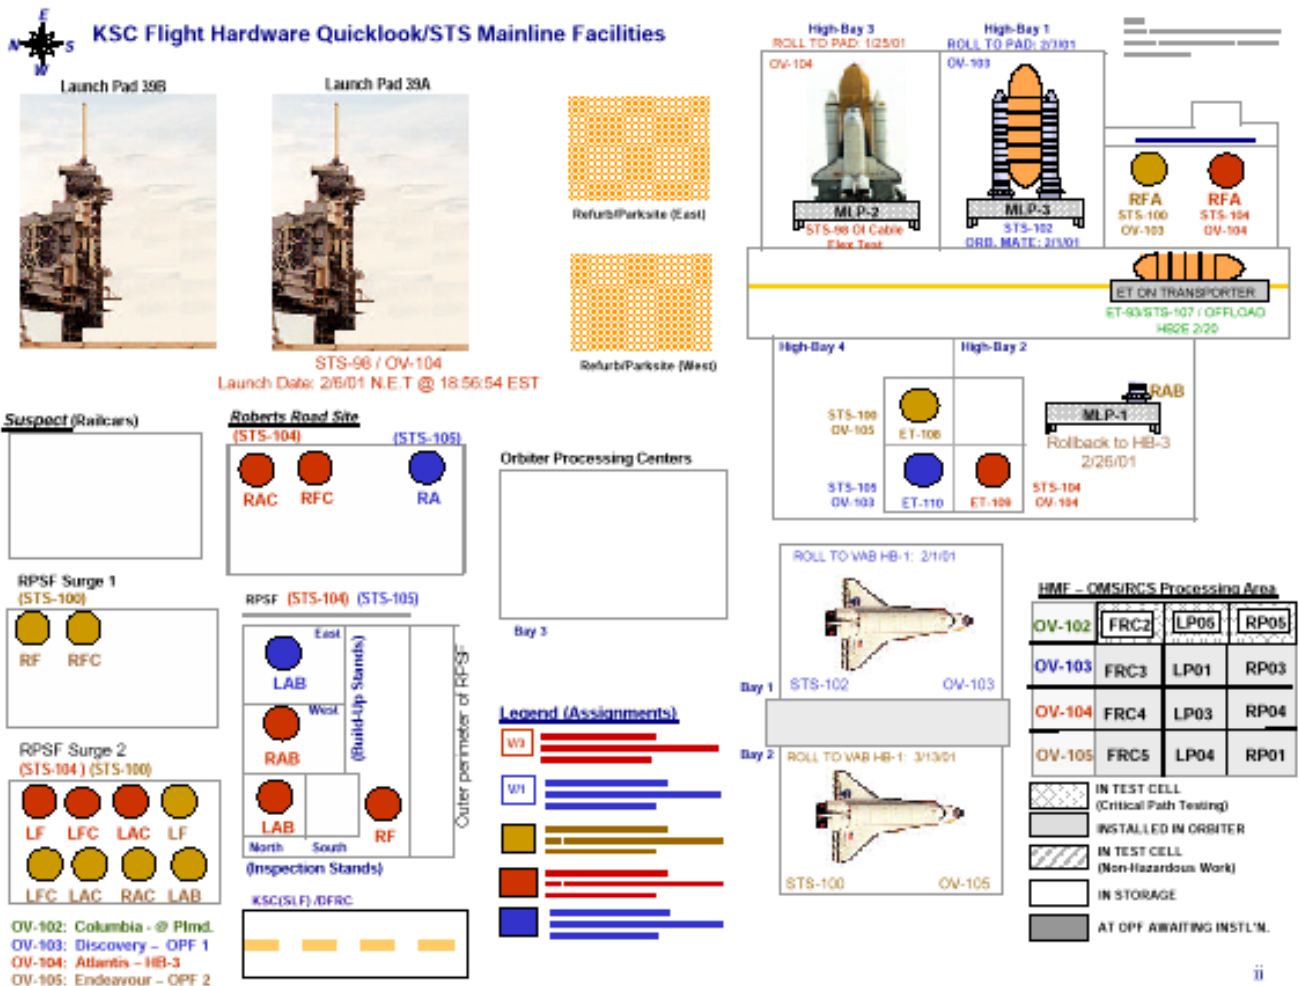 E
N
S
W
KSC Flight Hardware Quicklook/STS Mainline Facilities
Launch Pad 39B
Launch Pad 39A
STS-98 / OV-104
Launch Date: 2/6/01 N.E.T @ 18:56:54 EST
Refurb/Parksite (East)
Refurb/Parksite (West)
High-Bay 3
ROLL TO PAD: 1/25/01
OV-104
MLP-2
STS-98 OI Cable
Flex Test
High-Bay 1
ROLL TO PAD: 2/7/01
OV-103
MLP-3
STS-102
ORB. MATE: 2/1/01
RFA
STS-100
OV-103
RFA
STS-104
OV-104
ET ON TRANSPORTER
ET-93/STS-107 / OFFLOAD
HB2E 2/20
High-Bay 4
High-Bay 2
STS-100
OV-105
ET-108
STS-105
OV-103
ET-110
ET-109
STS-104
OV-104
RAB
MLP-1
Rollback to HB-3
2/26/01
Suspect (Railcars)
Roberts Road Site
(STS-104)
(STS-105)
RAC
RFC
RA
Orbiter Processing Centers
Bay 3
RPSF Surge 1
(STS-100)
RF
RFC
RPSF (STS-104) (STS-105)
East
LAB
West
RAB
LAB
RF
North
South
(Build-Up Stands)
Outer perimeter of RPSF
(Inspection Stands)
RPSF Surge 2
(STS-104 ) (STS-100)
LF
LFC
LAC
LF
LFC
LAC
RAC
LAB
OV-102: Columbia - @ Plmd.
OV-103: Discovery – OPF 1
OV-104: Atlantis – HB-3
OV-105: Endeavour – OPF 2
KSC(SLF) /DFRC
Legend (Assignments)
ROLL TO VAB HB-1: 2/1/01
Bay 1
STS-102
OV-103
Bay 2
ROLL TO VAB HB-1: 3/13/01
STS-100
OV-105
HMF – OMS/RCS Processing Area
OV-102 FRC2 LP05 RP05
OV-103 FRC3 LP01 RP03
OV-104 FRC4 LP03 RP04
OV-105 FRC5 LP04 RP01
IN TEST CELL
(Critical Path Testing)
INSTALLED IN ORBITER
IN TEST CELL
(Non-Hazardous Work)
IN STORAGE
AT OPF AWAITING INSTL'N.
ii